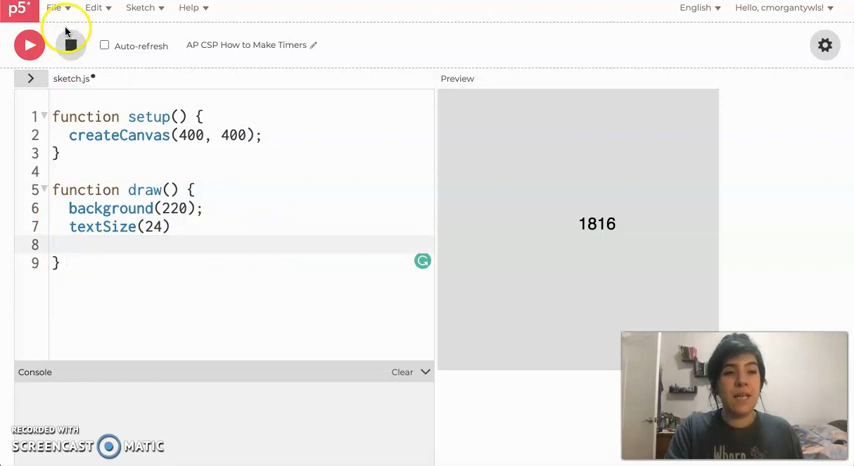 p5* File Edit Sketch Help English Hello, cmorgantywls!
Auto-refresh AP CSP How to Make Timers
sketch.js Preview
1 function setup() {
2 createCanvas(400, 400);
3 }
4
5 function draw() {
6 background(220);
7 textSize(24)
8
9 }
1816
Console Clear
RECORDED WITH
SCREENCAST MATIC
Where